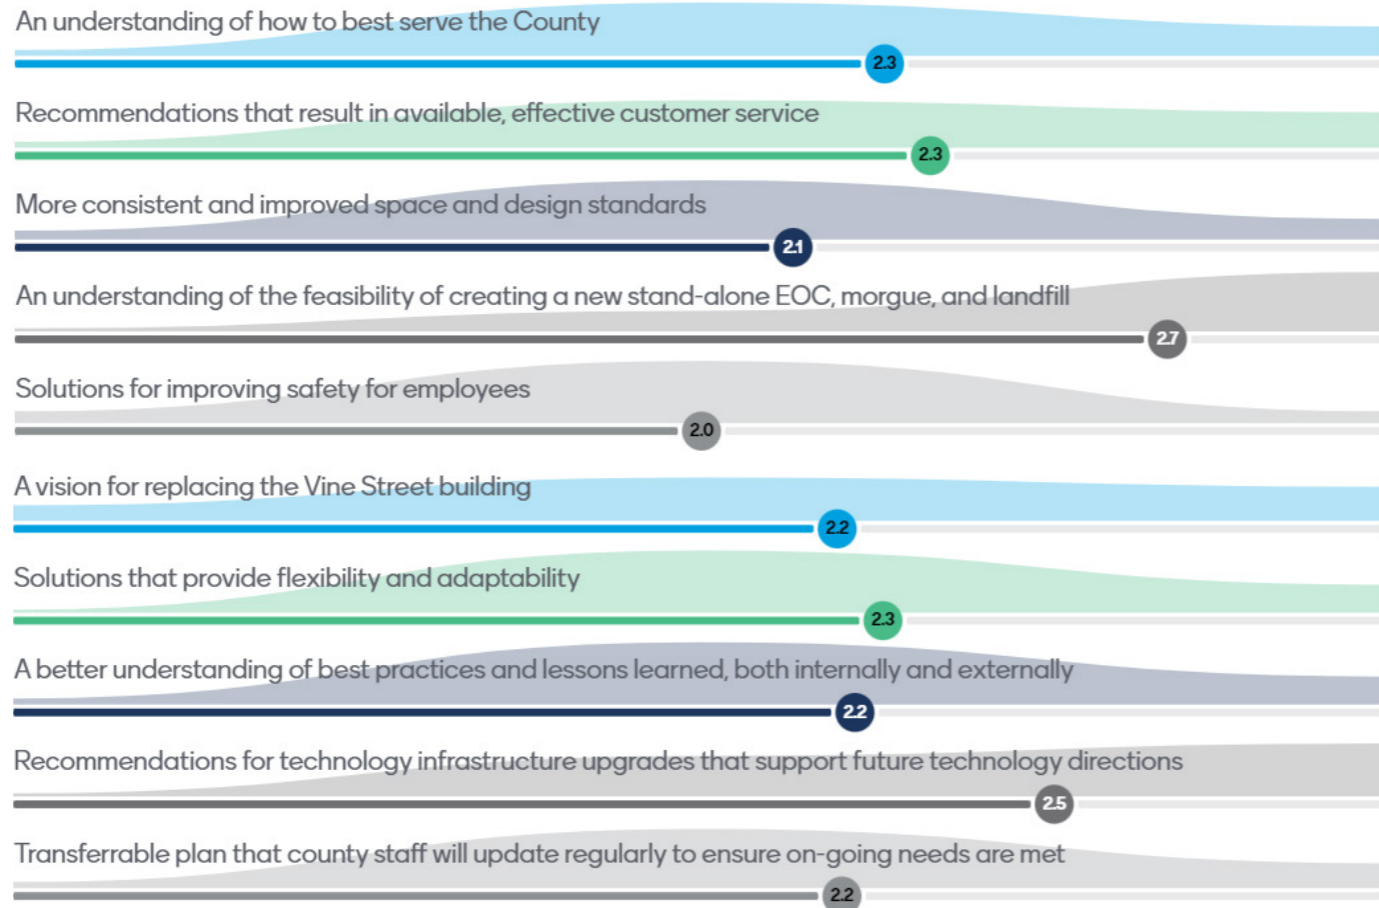 An understanding of how to best serve the County
2.3
Recommendations that result in available, effective customer service
2.3
More consistent and improved space and design standards
2.1
An understanding of the feasibility of creating a new stand-alone EOC, morgue, and landfill
2.7
Solutions for improving safety for employees
2.0
A vision for replacing the Vine Street building
2.2
Solutions that provide flexibility and adaptability
2.3
A better understanding of best practices and lessons learned, both internally and externally
2.2
Recommendations for technology infrastructure upgrades that support future technology directions
2.5
Transferrable plan that county staff will update regularly to ensure on-going needs are met
2.2